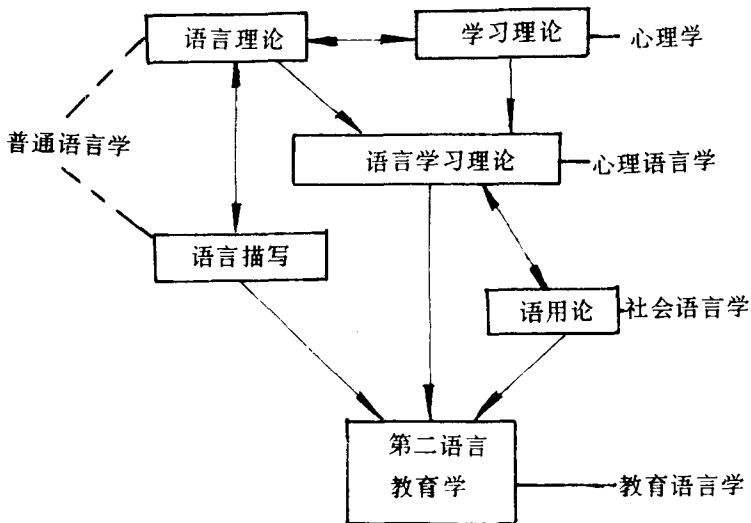 语言理论
学习理论
心理学
普通语言学
语言学习理论
心理语言学
语言描写
语用论
社会语言学
第二语言
教育学
教育语言学